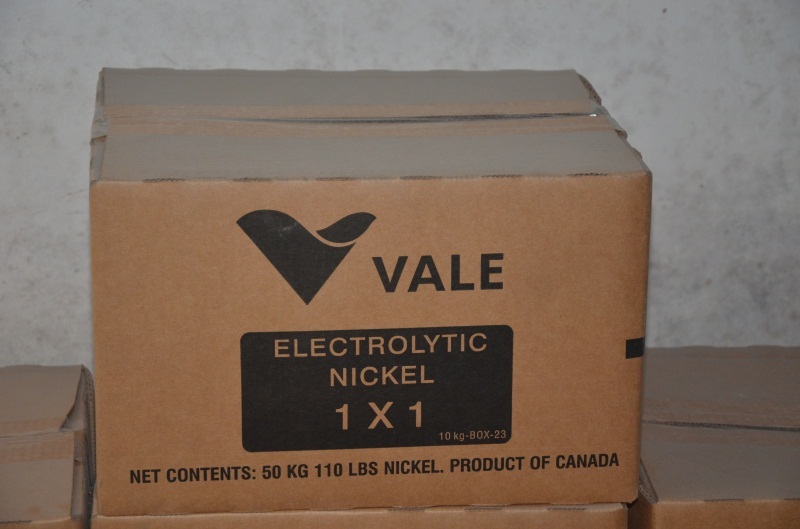 VALE
ELECTROLYTIC
NICKEL
1 X 1
10 kg-BOX-23
NET CONTENTS: 50 KG 110 LBS NICKEL. PRODUCT OF CANADA